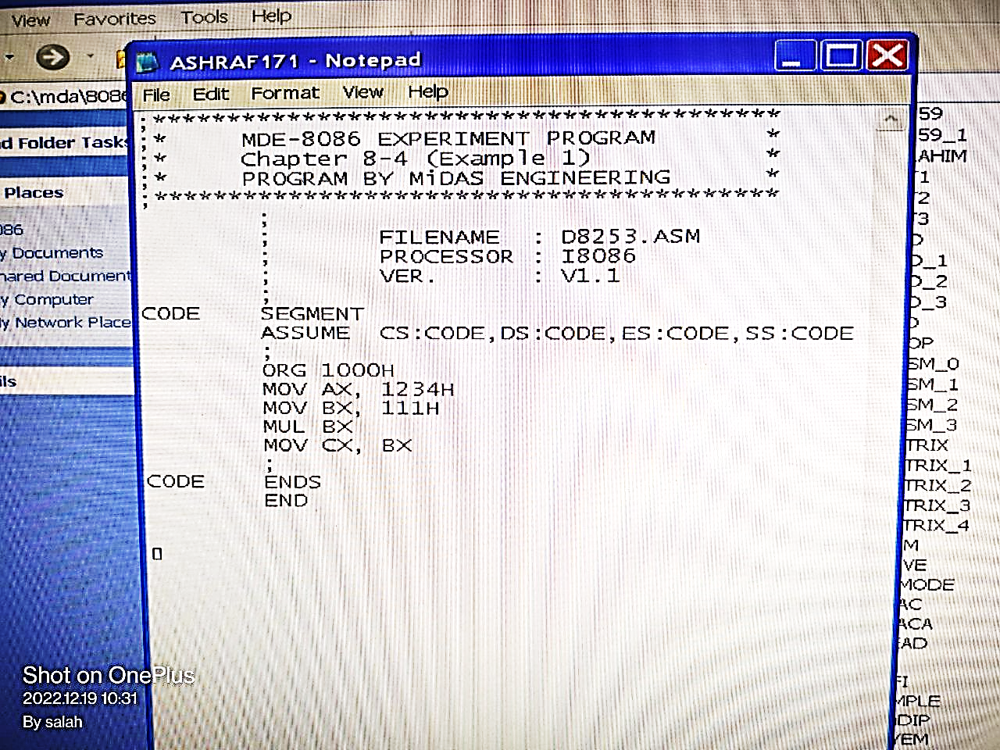 View Favorites Tools Help
ASHRAF171 - Notepad
C:\mda\8086
File Edit Format View Help
;***********************************
;* MDE-8086 EXPERIMENT PROGRAM *
;* Chapter 8-4 (Example 1) *
;* PROGRAM BY MiDAS ENGINEERING *
;***********************************
;
; FILENAME : D8253.ASM
; PROCESSOR : I8086
; VER. : V1.1
;
CODE SEGMENT
ASSUME CS:CODE,DS:CODE,ES:CODE,SS:CODE
;
ORG 1000H
MOV AX, 1234H
MOV BX, 111H
MUL BX
MOV CX, BX
;
CODE ENDS
END
d Folder Tasks
Places
086
y Documents
hared Document
y Computer
y Network Place
ils
59
59_1
AHIM
1
2
3
D
D_1
D_2
D_3
OP
SM_0
SM_1
SM_2
SM_3
TRIX
TRIX_1
TRIX_2
TRIX_3
TRIX_4
M
VE
MODE
AC
ACA
EAD
FI
MPLE
DIP
YEM
Shot on OnePlus
2022.12.19 10:31
By salah